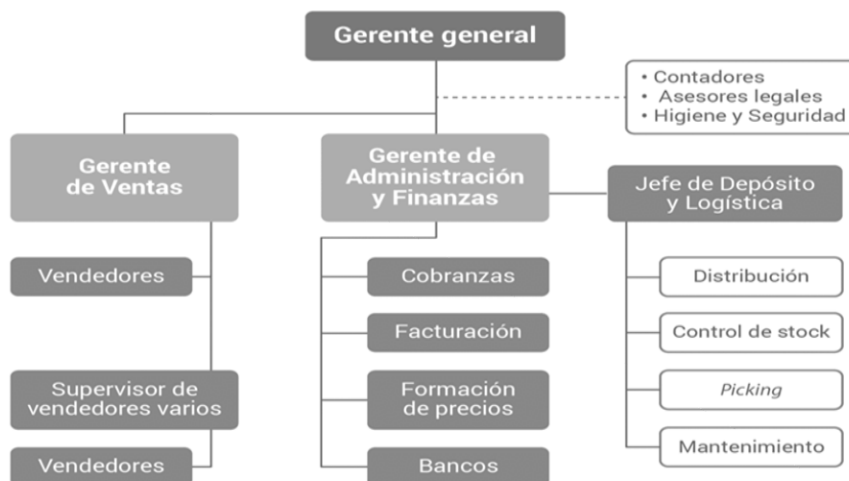 Gerente general
• Contadores
• Asesores legales
• Higiene y Seguridad
Gerente
de Ventas
Gerente de
Administración
y Finanzas
Jefe de Depósito
y Logística
Vendedores
Supervisor de
vendedores varios
Vendedores
Cobranzas
Facturación
Formación
de precios
Bancos
Distribución
Control de stock
Picking
Mantenimiento